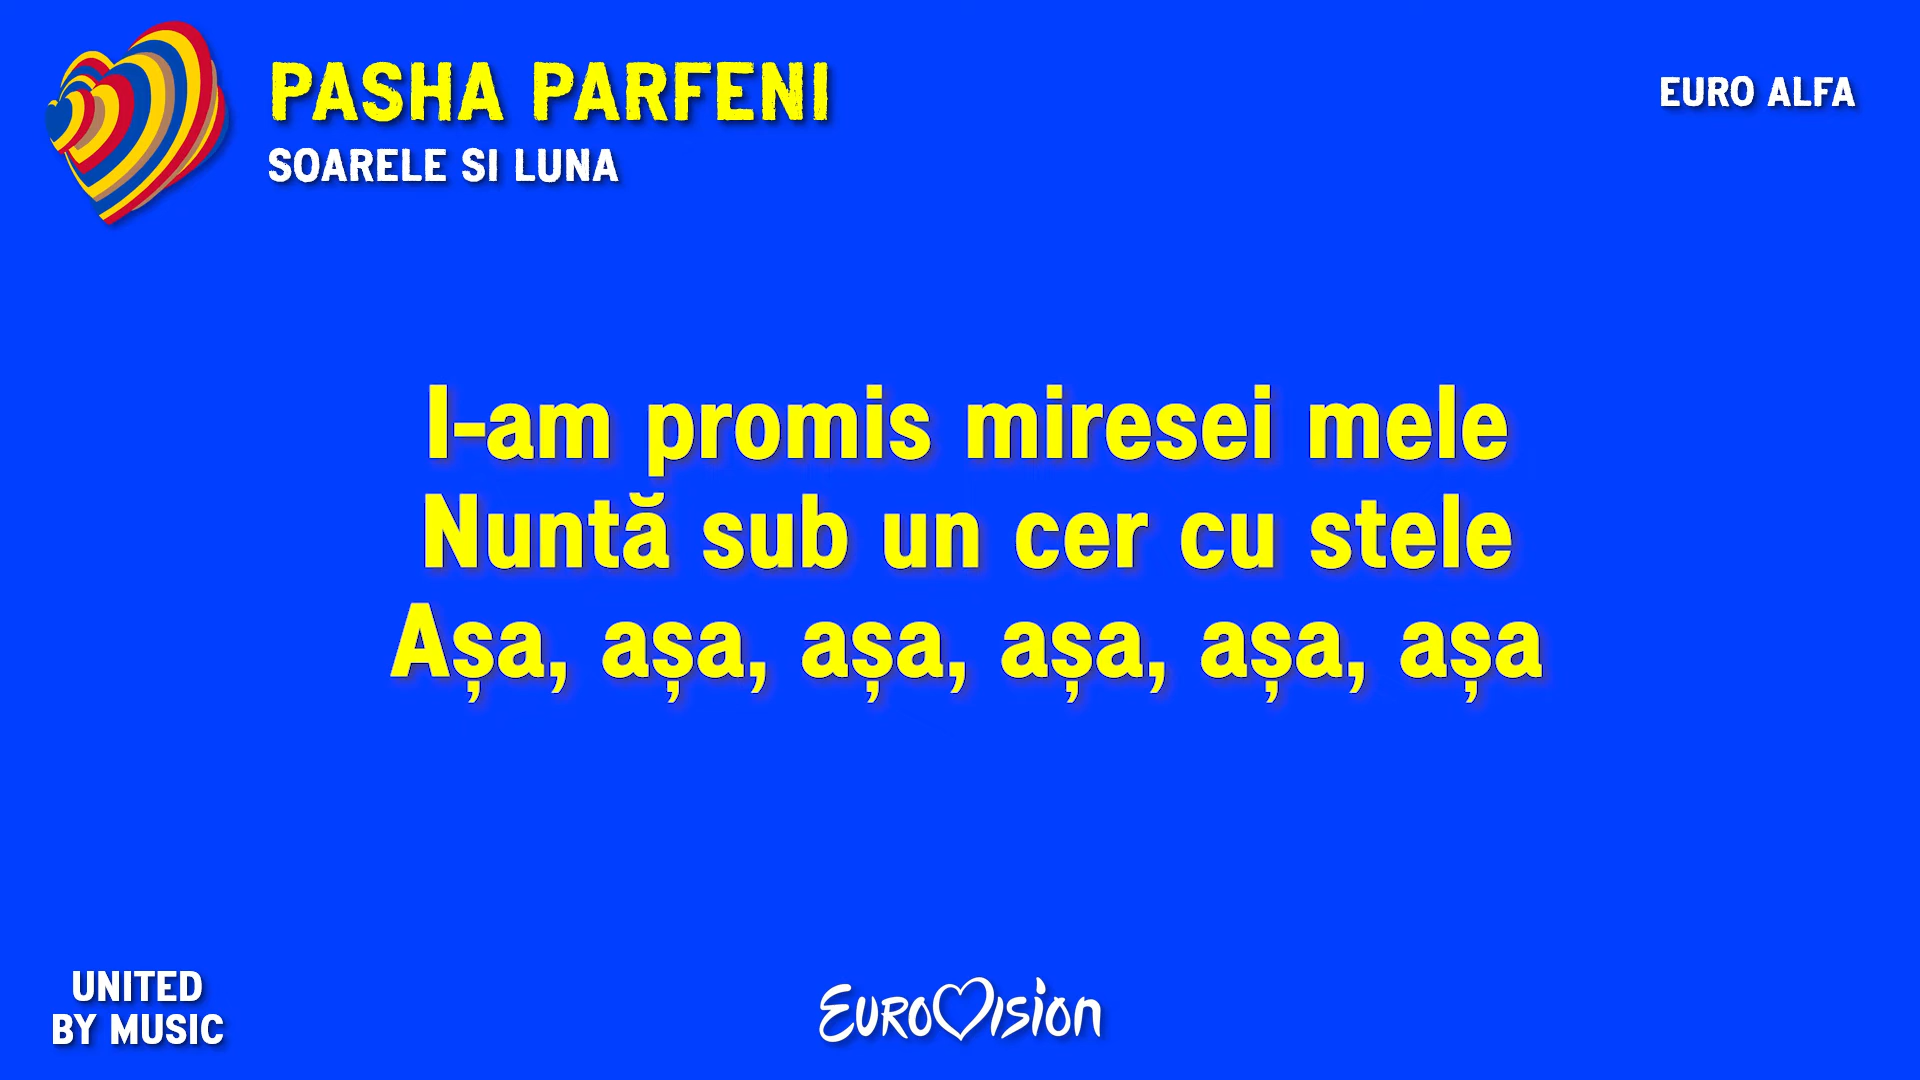 PASHA PARFENI
SOARELE SI LUNA
EURO ALFA
I-am promis miresei mele
Nuntă sub un cer cu stele
Așa, așa, așa, așa, așa, așa
UNITED
BY MUSIC
EUROVISION